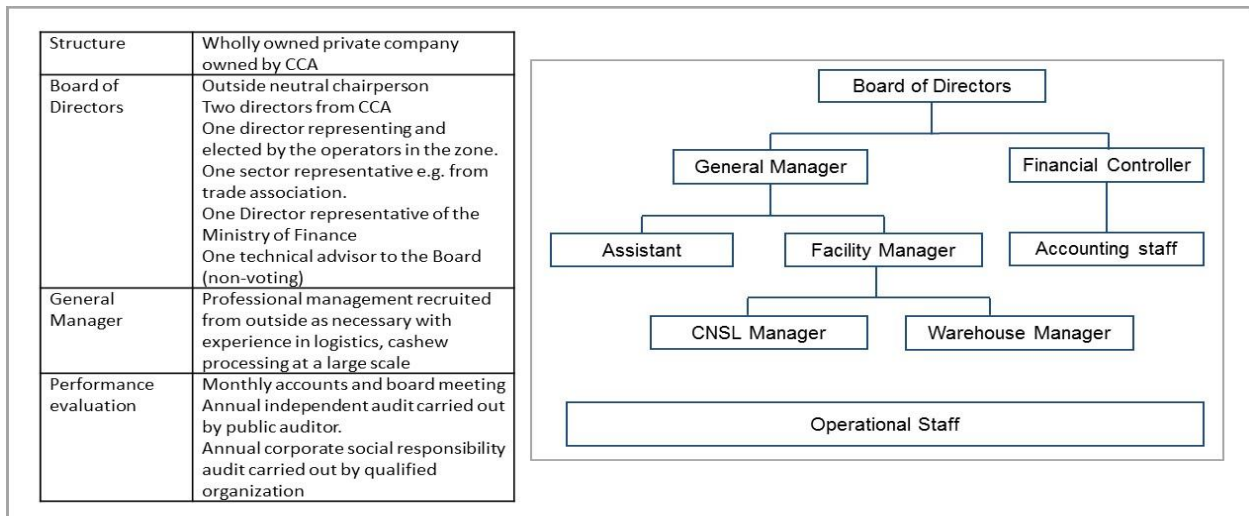 Structure
Wholly owned private company
owned by CCA
Board of
Directors
Outside neutral chairperson
Two directors from CCA
One director representing and
elected by the operators in the zone.
One sector representative e.g. from
trade association.
One Director representative of the
Ministry of Finance
One technical advisor to the Board
(non-voting)
General
Manager
Professional management recruited
from outside as necessary with
experience in logistics, cashew
processing at a large scale
Performance
evaluation
Monthly accounts and board meeting
Annual independent audit carried out
by public auditor.
Annual corporate social responsibility
audit carried out by qualified
organization
Board of Directors
General Manager
Financial Controller
Assistant
Facility Manager
Accounting staff
CNSL Manager
Warehouse Manager
Operational Staff